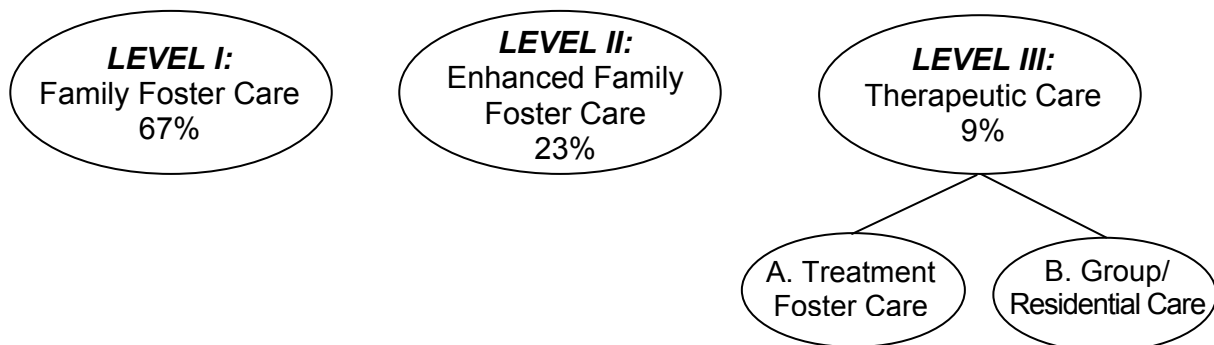 LEVEL I:
Family Foster Care
67%
LEVEL II:
Enhanced Family
Foster Care
23%
LEVEL III:
Therapeutic Care
9%
A. Treatment
Foster Care
B. Group/
Residential Care